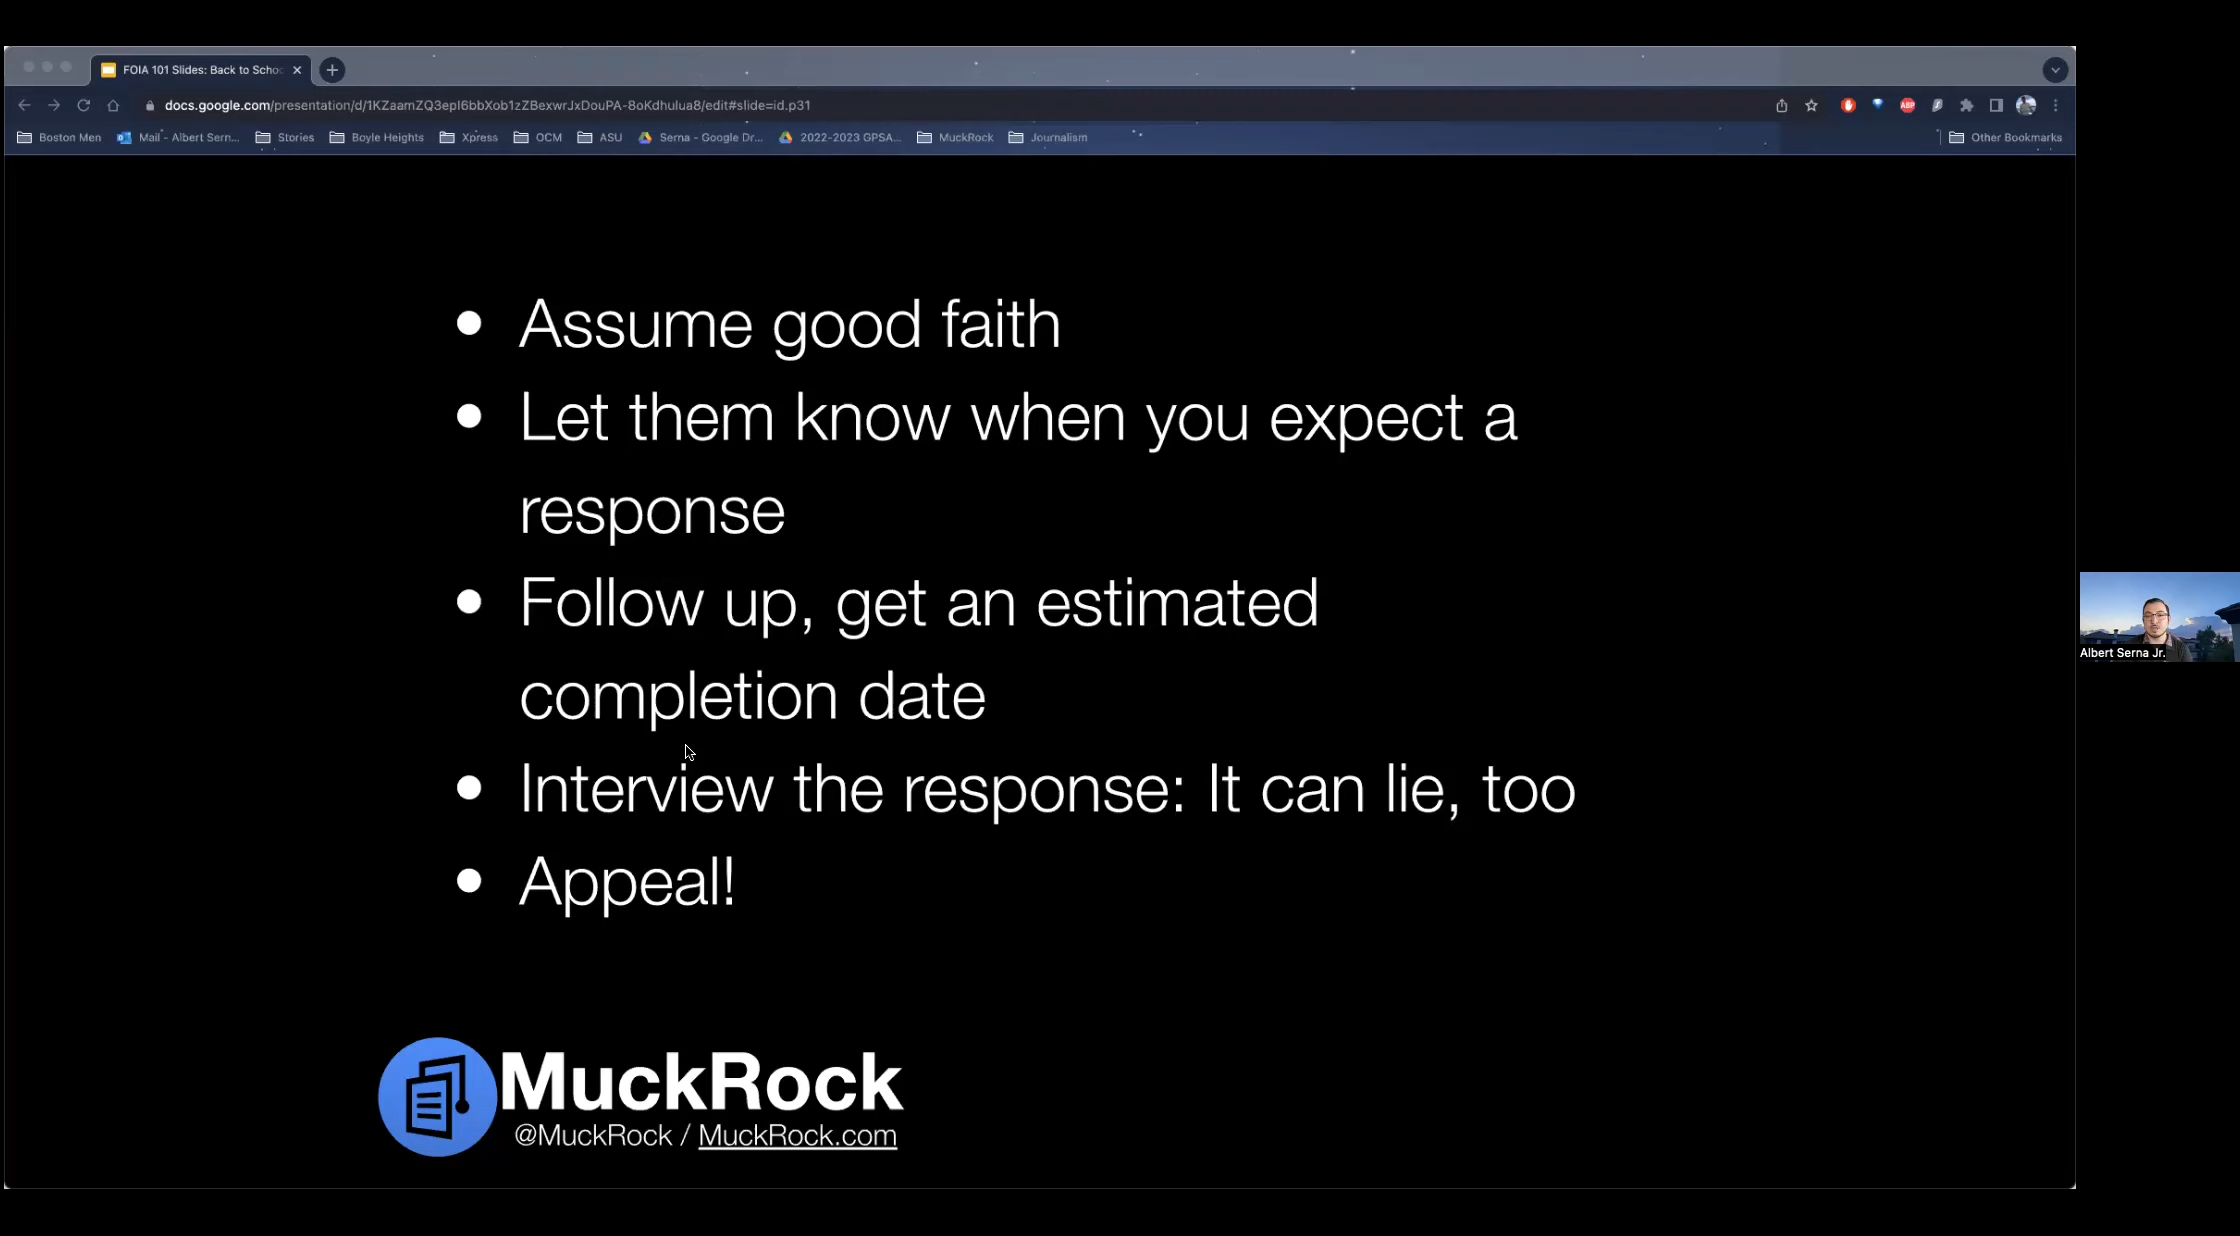 FOIA 101 Slides: Back to Schoo
docs.google.com/presentation/d/1KZaamZQ3epI6bbXob1zZBexwrJxDouPA-8oKdhulua8/edit#slide=id.p31
ABP
Boston Men Mail - Albert Sern... Stories Boyle Heights Xpress OCM ASU Serna - Google Dr... 2022-2023 GPSA... MuckRock Journalism Other Bookmarks
• Assume good faith
• Let them know when you expect a
response
• Follow up, get an estimated
completion date
• Interview the response: It can lie, too
• Appeal!
Albert Serna Jr.
MuckRock
@MuckRock / MuckRock.com